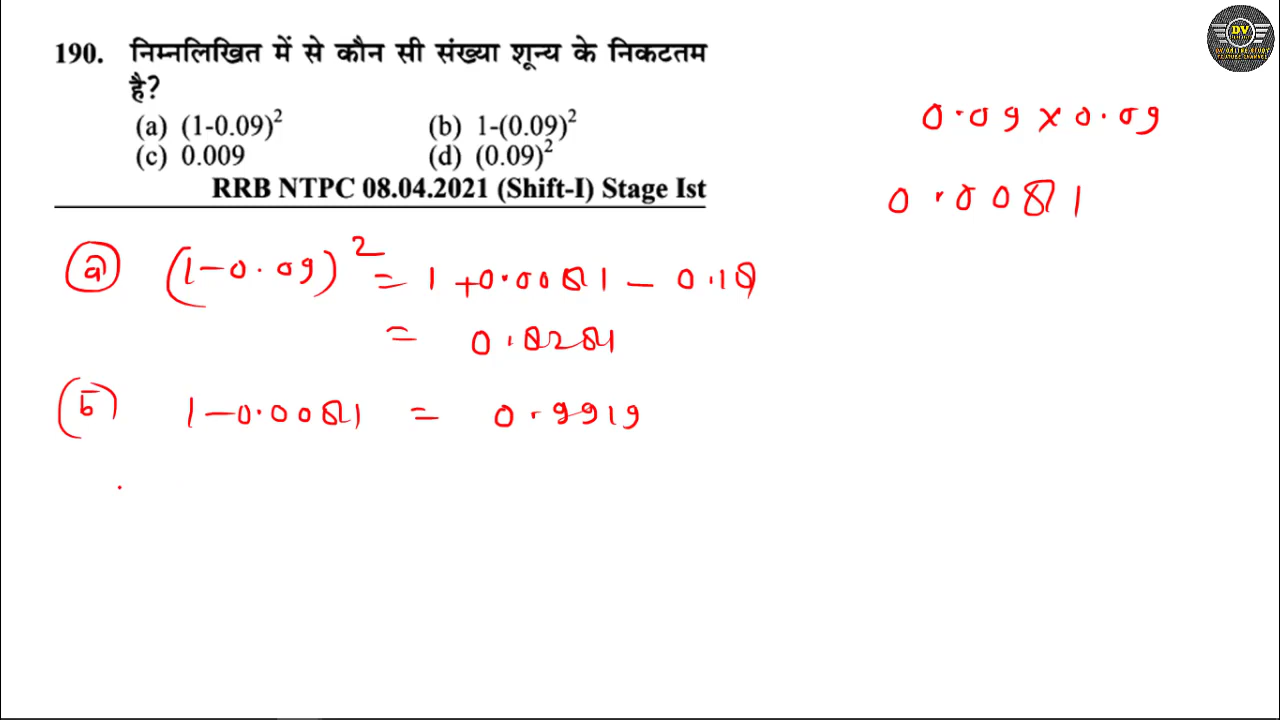 190. निम्नलिखित में से कौन सी संख्या शून्य के निकटतम
है?
(a) (1-0.09)² (b) 1-(0.09)²
(c) 0.009 (d) (0.09)²
RRB NTPC 08.04.2021 (Shift-I) Stage Ist
0.09 x 0.09
0.0081
(a) (1-0.09)² = 1 +0.0081 - 0.18
= 0.8281
(b) 1-0.0081 = 0.9919
DV